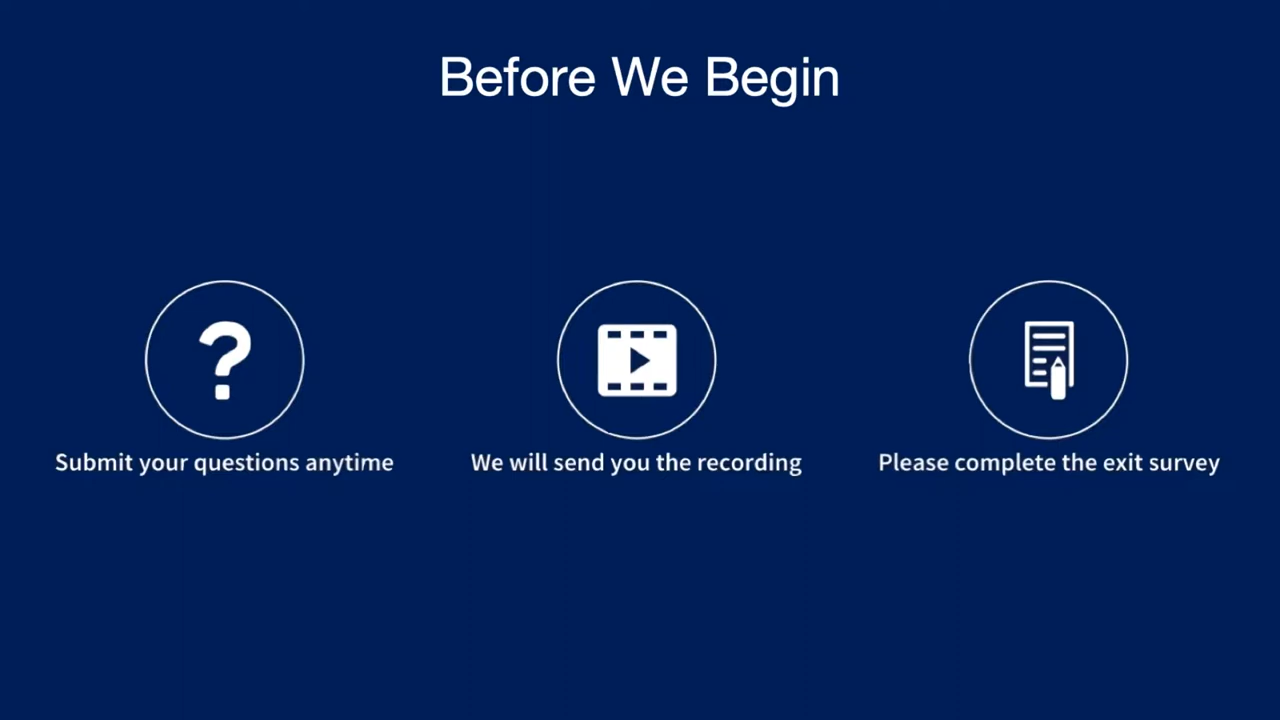 Before We Begin
Submit your questions anytime
We will send you the recording
Please complete the exit survey